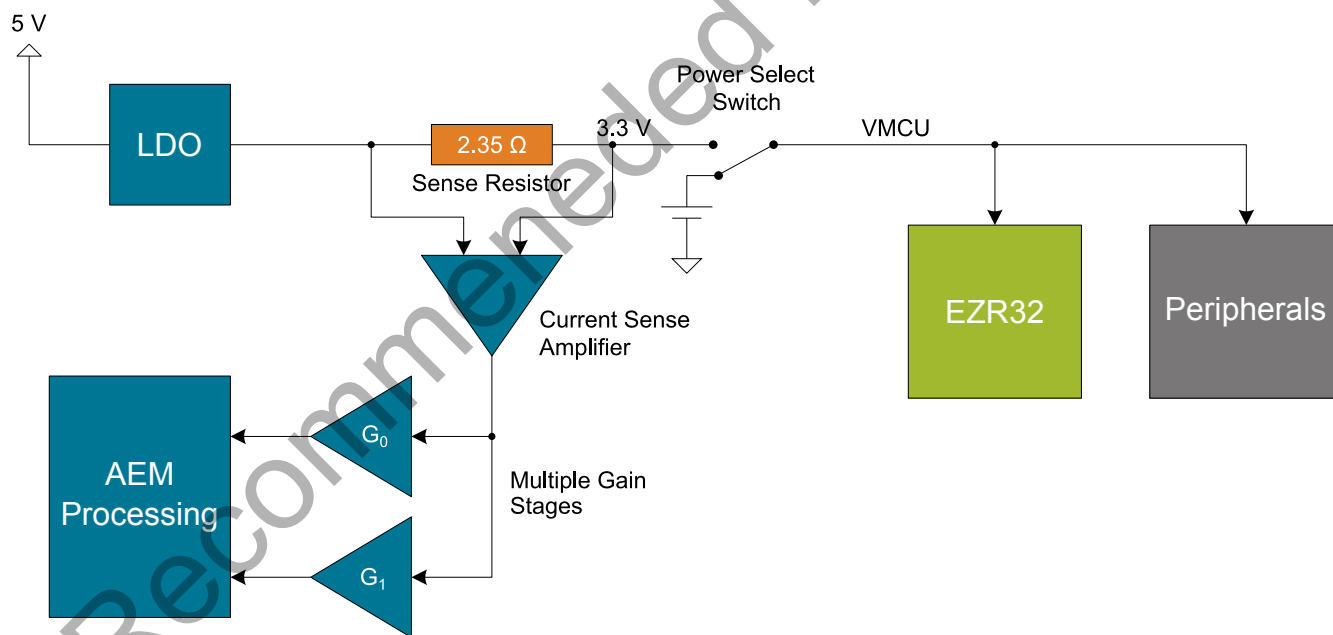 5 V
LDO
2.35 Ω
Sense Resistor
3.3 V
Power Select
Switch
VMCU
EZR32
Peripherals
Current Sense
Amplifier
AEM
Processing
G₀
G₁
Multiple Gain
Stages
Recommeneded